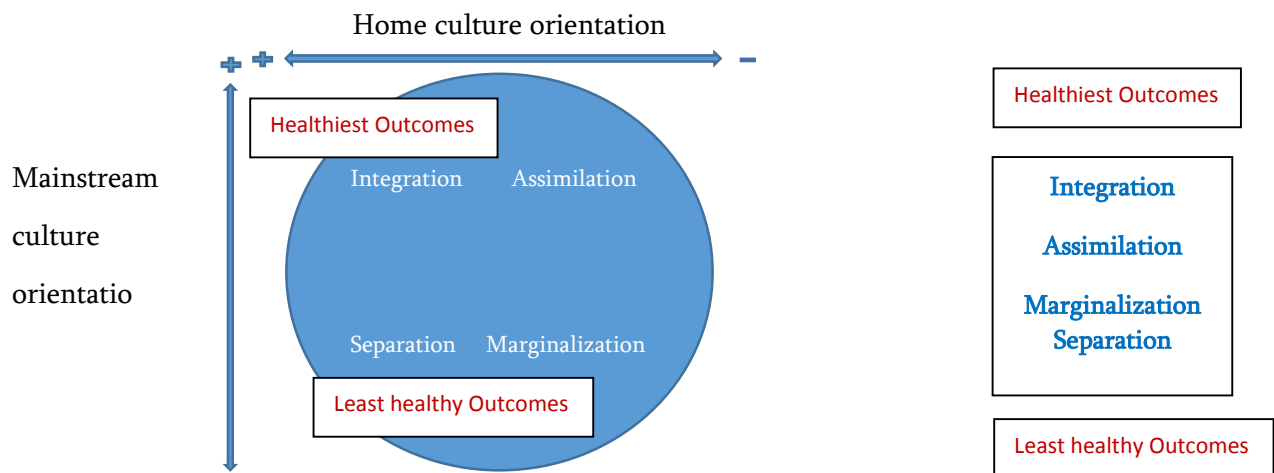 Home culture orientation
Healthiest Outcomes
Integration Assimilation
Mainstream
culture
orientatio
Separation Marginalization
Least healthy Outcomes
Healthiest Outcomes
Integration
Assimilation
Marginalization
Separation
Least healthy Outcomes